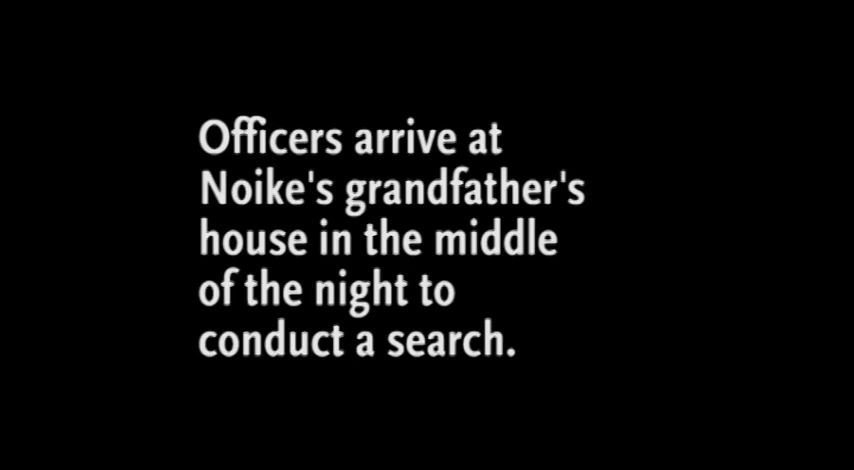 Officers arrive at
Noike's grandfather's
house in the middle
of the night to
conduct a search.